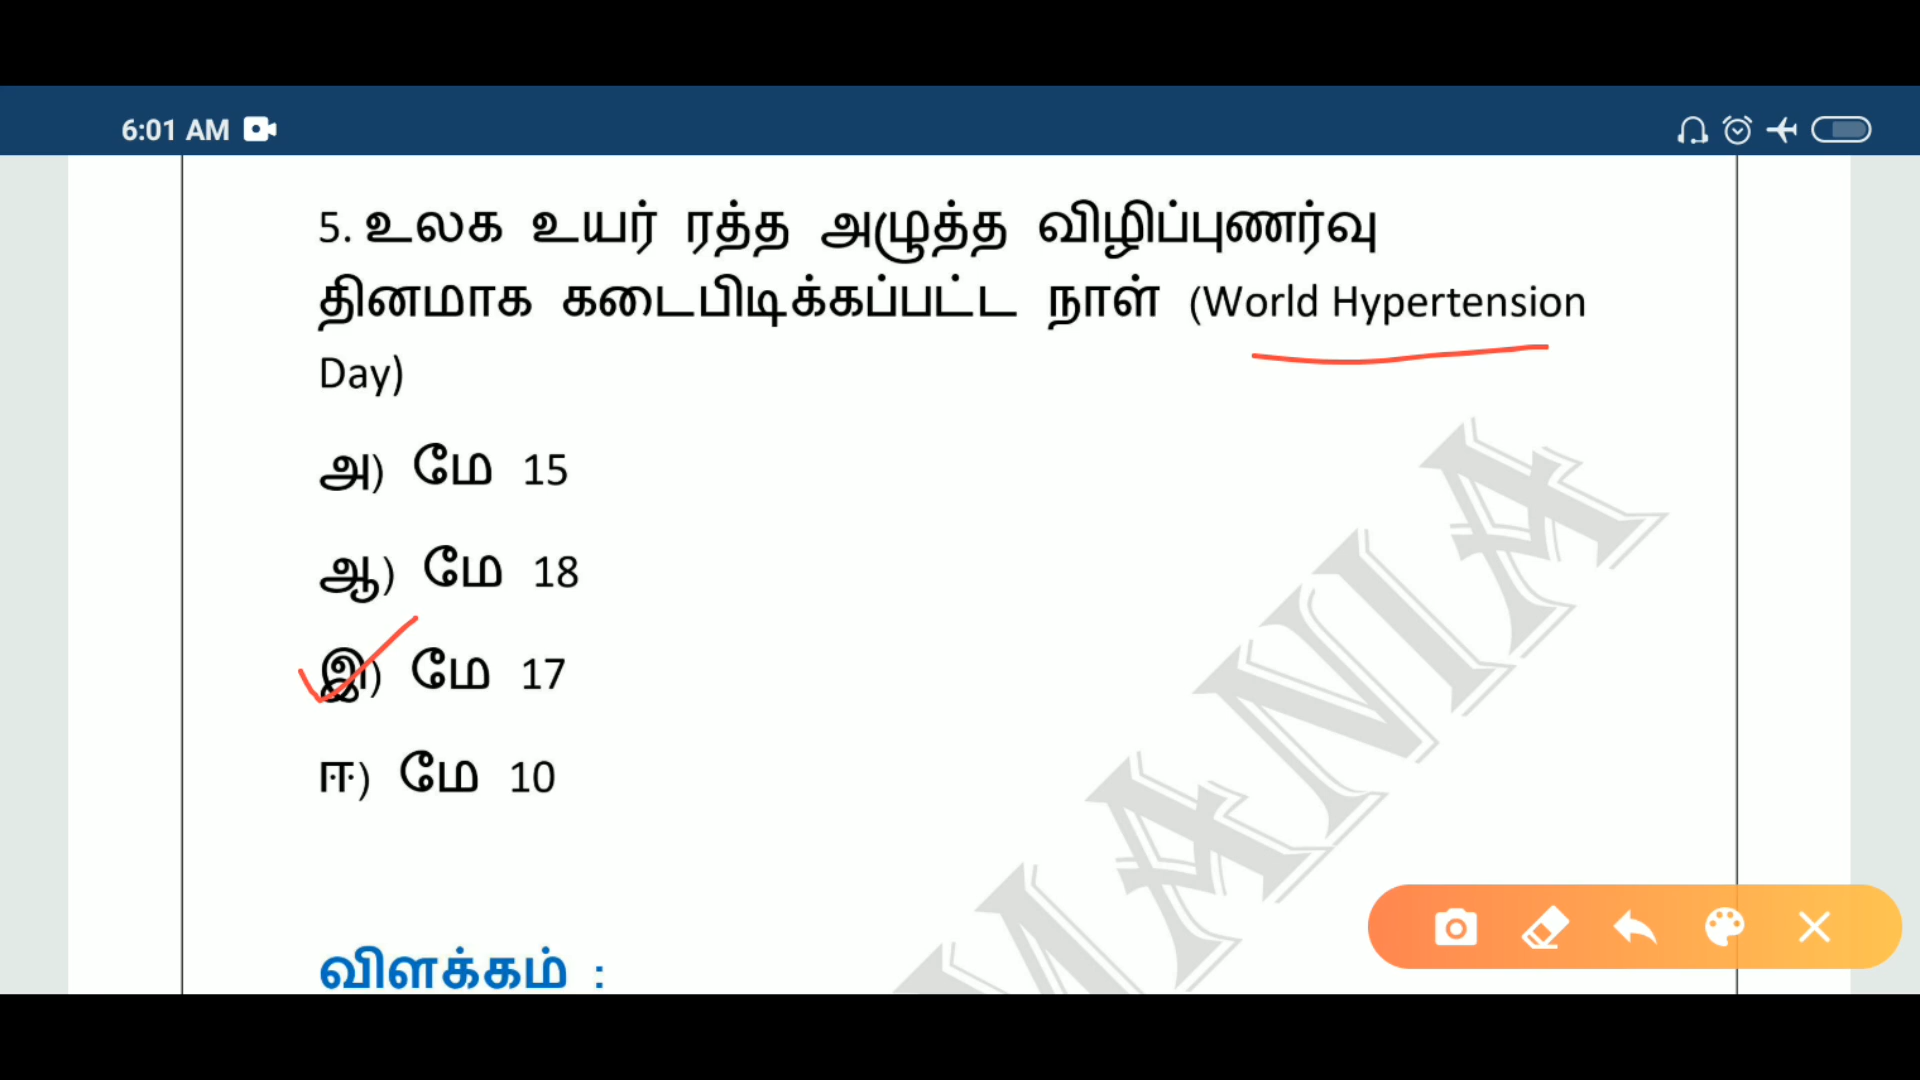 6:01 AM
5. உலக உயர் ரத்த அழுத்த விழிப்புணர்வு
தினமாக கடைபிடிக்கப்பட்ட நாள் (World Hypertension
Day)
அ) மே 15
ஆ) மே 18
இ) மே 17
ஈ) மே 10
விளக்கம் :
MANIA